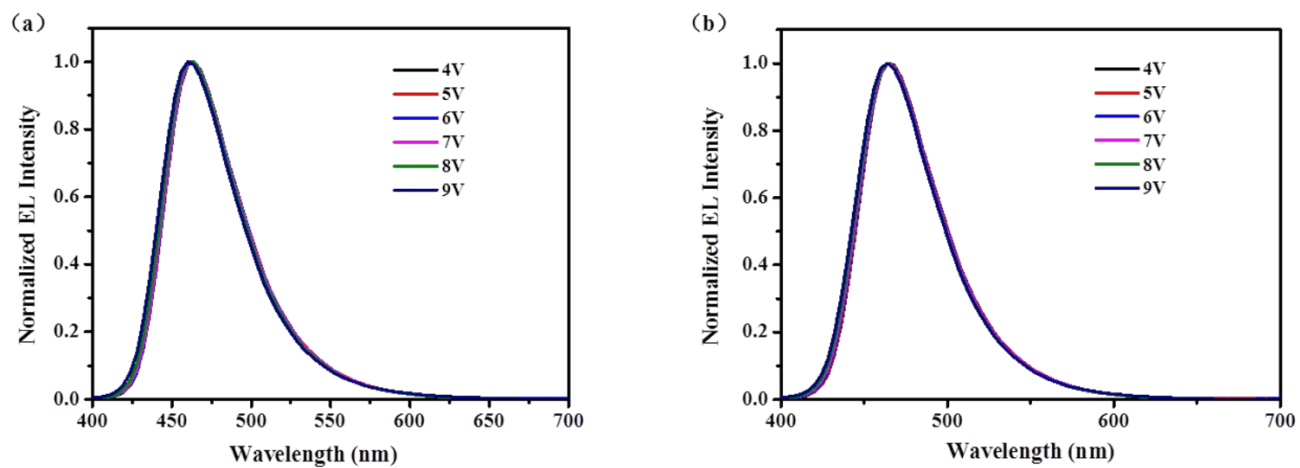 （a）
1.0
0.8
0.6
0.4
0.2
0.0
Normalized EL Intensity
4V
5V
6V
7V
8V
9V
400 450 500 550 600 650 700
Wavelength (nm)
（b）
1.0
0.8
0.6
0.4
0.2
0.0
Normalized EL Intensity
4V
5V
6V
7V
8V
9V
400 500 600 700
Wavelength (nm)